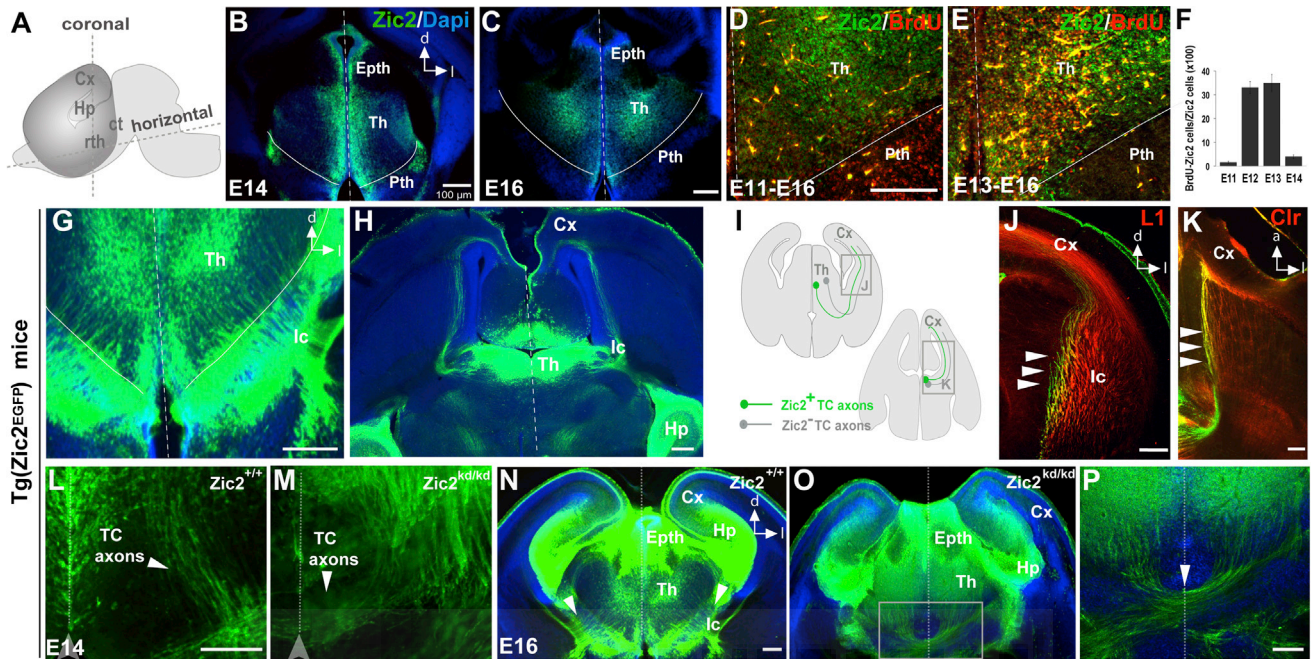 A
coronal
Cx
Hp
ct
horizontal
rth
B
Zic2/Dapi
d
l
Epth
Th
Pth
E14
100 µm
C
Epth
Th
Pth
E16
D
Zic2/BrdU
Th
Pth
E11-E16
E
Zic2/BrdU
Th
Pth
E13-E16
F
BrdU-Zic2 cells/Zic2 cells (x100)
40
30
20
10
0
E11 E12 E13 E14
Tg(Zic2EGFP) mice
G
d
l
Th
Ic
H
Cx
Th
Ic
Hp
I
Cx
Th
J
Cx
K
Zic2+ TC axons
Zic2- TC axons
J
L1
d
l
Cx
Ic
K
Clr
a
l
Cx
L
Zic2+/+
TC
axons
E14
M
Zic2kd/kd
TC
axons
N
Zic2+/+
d
l
Cx
Hp
Epth
Th
Ic
E16
O
Zic2kd/kd
Cx
Epth
Hp
Th
P